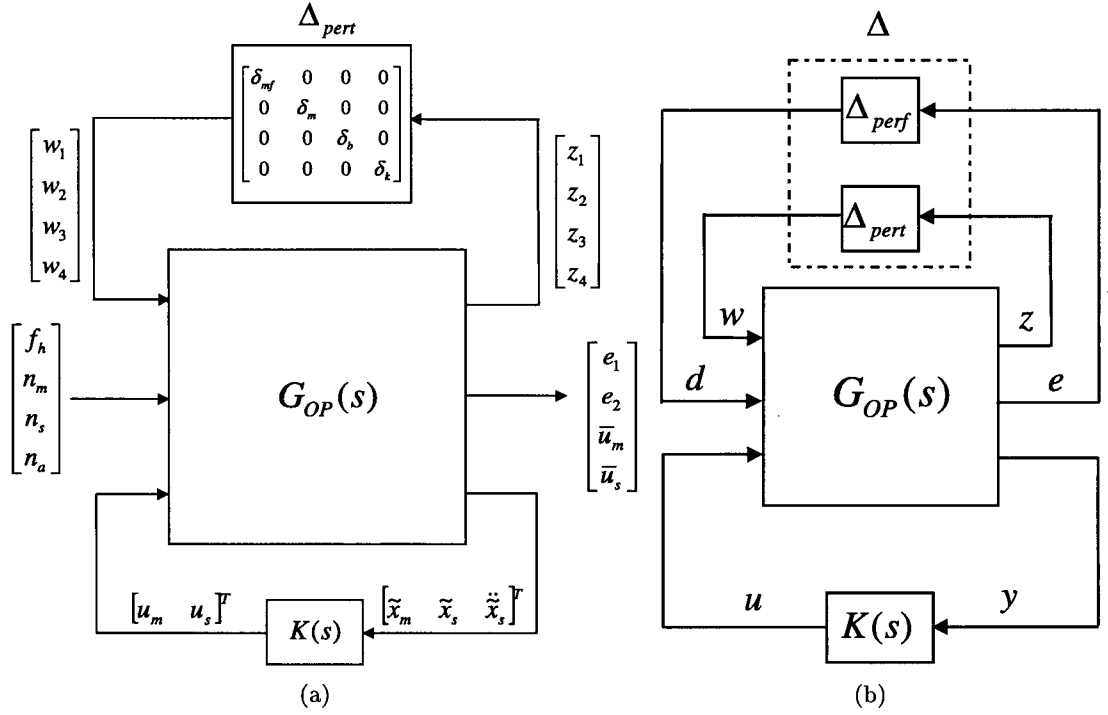 Δ_pert
[δ_mf 0 0 0
0 δ_m 0 0
0 0 δ_b 0
0 0 0 δ_k]
[w_1
w_2
w_3
w_4]
[z_1
z_2
z_3
z_4]
[f_h
n_m
n_s
n_a]
G_OP(s)
[e_1
e_2
u̅_m
u̅_s]
[u_m u_s]^T
K(s)
[x̃_m x̃_s x̃̈_s]^T
(a)
Δ
Δ_perf
Δ_pert
w
z
d
G_OP(s)
e
u
K(s)
y
(b)